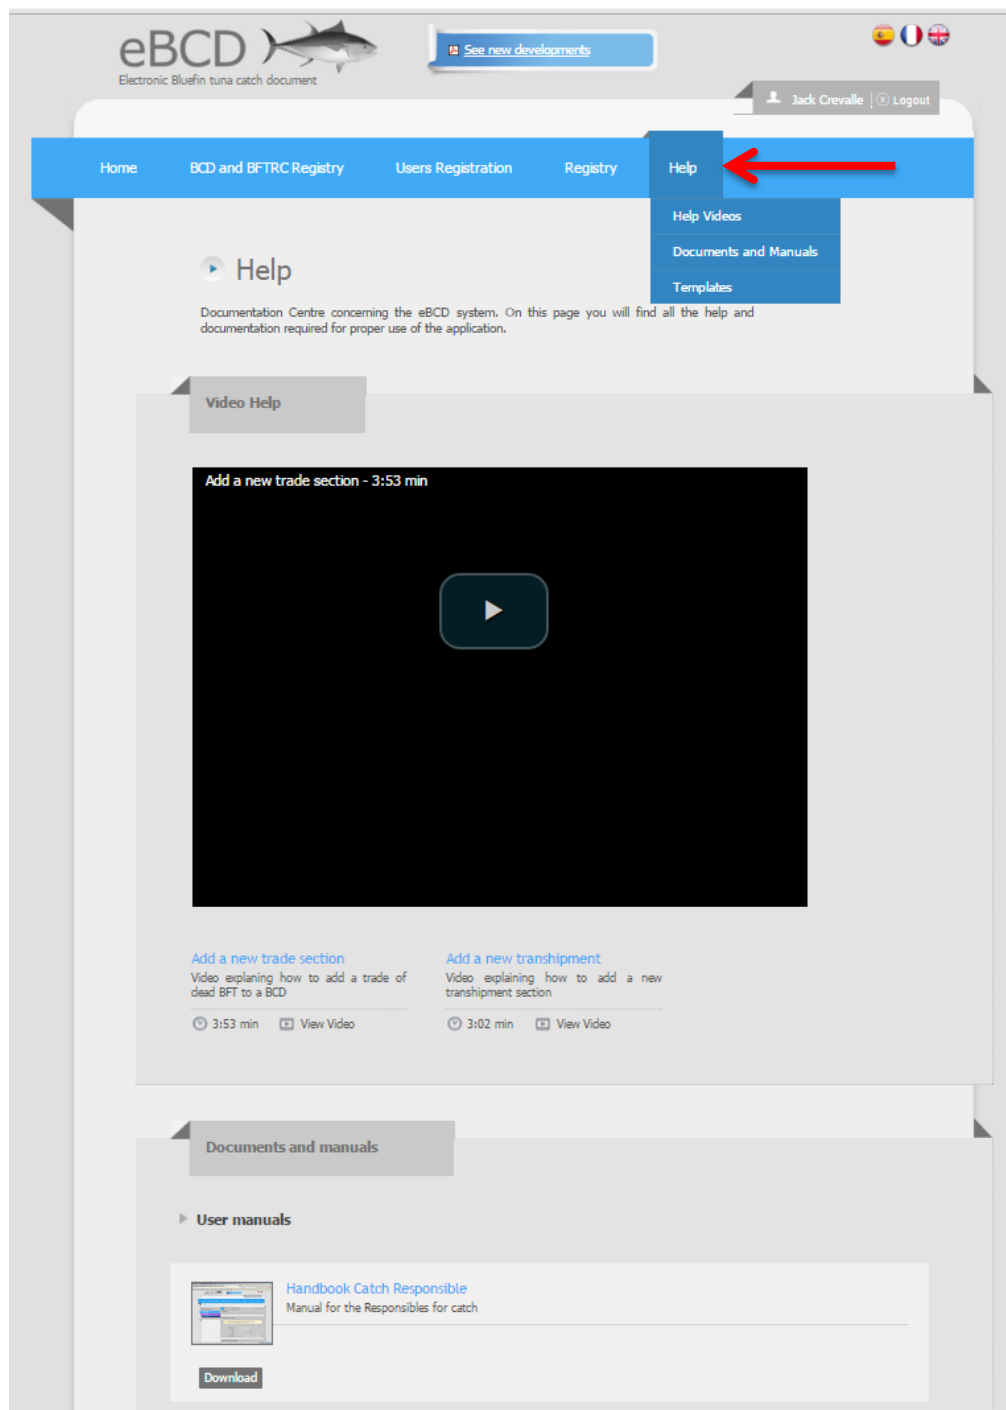 eBCD
Electronic Bluefin tuna catch document
See new developments
Jack Crevalle
Logout
Home
BCD and BFTRC Registry
Users Registration
Registry
Help
Help Videos
Documents and Manuals
Templates
Help
Documentation Centre concerning the eBCD system. On this page you will find all the help and
documentation required for proper use of the application.
Video Help
Add a new trade section - 3:53 min
Add a new trade section
Video explaning how to add a trade of
dead BFT to a BCD
3:53 min View Video
Add a new transhipment
Video explaining how to add a new
transhipment section
3:02 min View Video
Documents and manuals
User manuals
Handbook Catch Responsible
Manual for the Responsibles for catch
Download